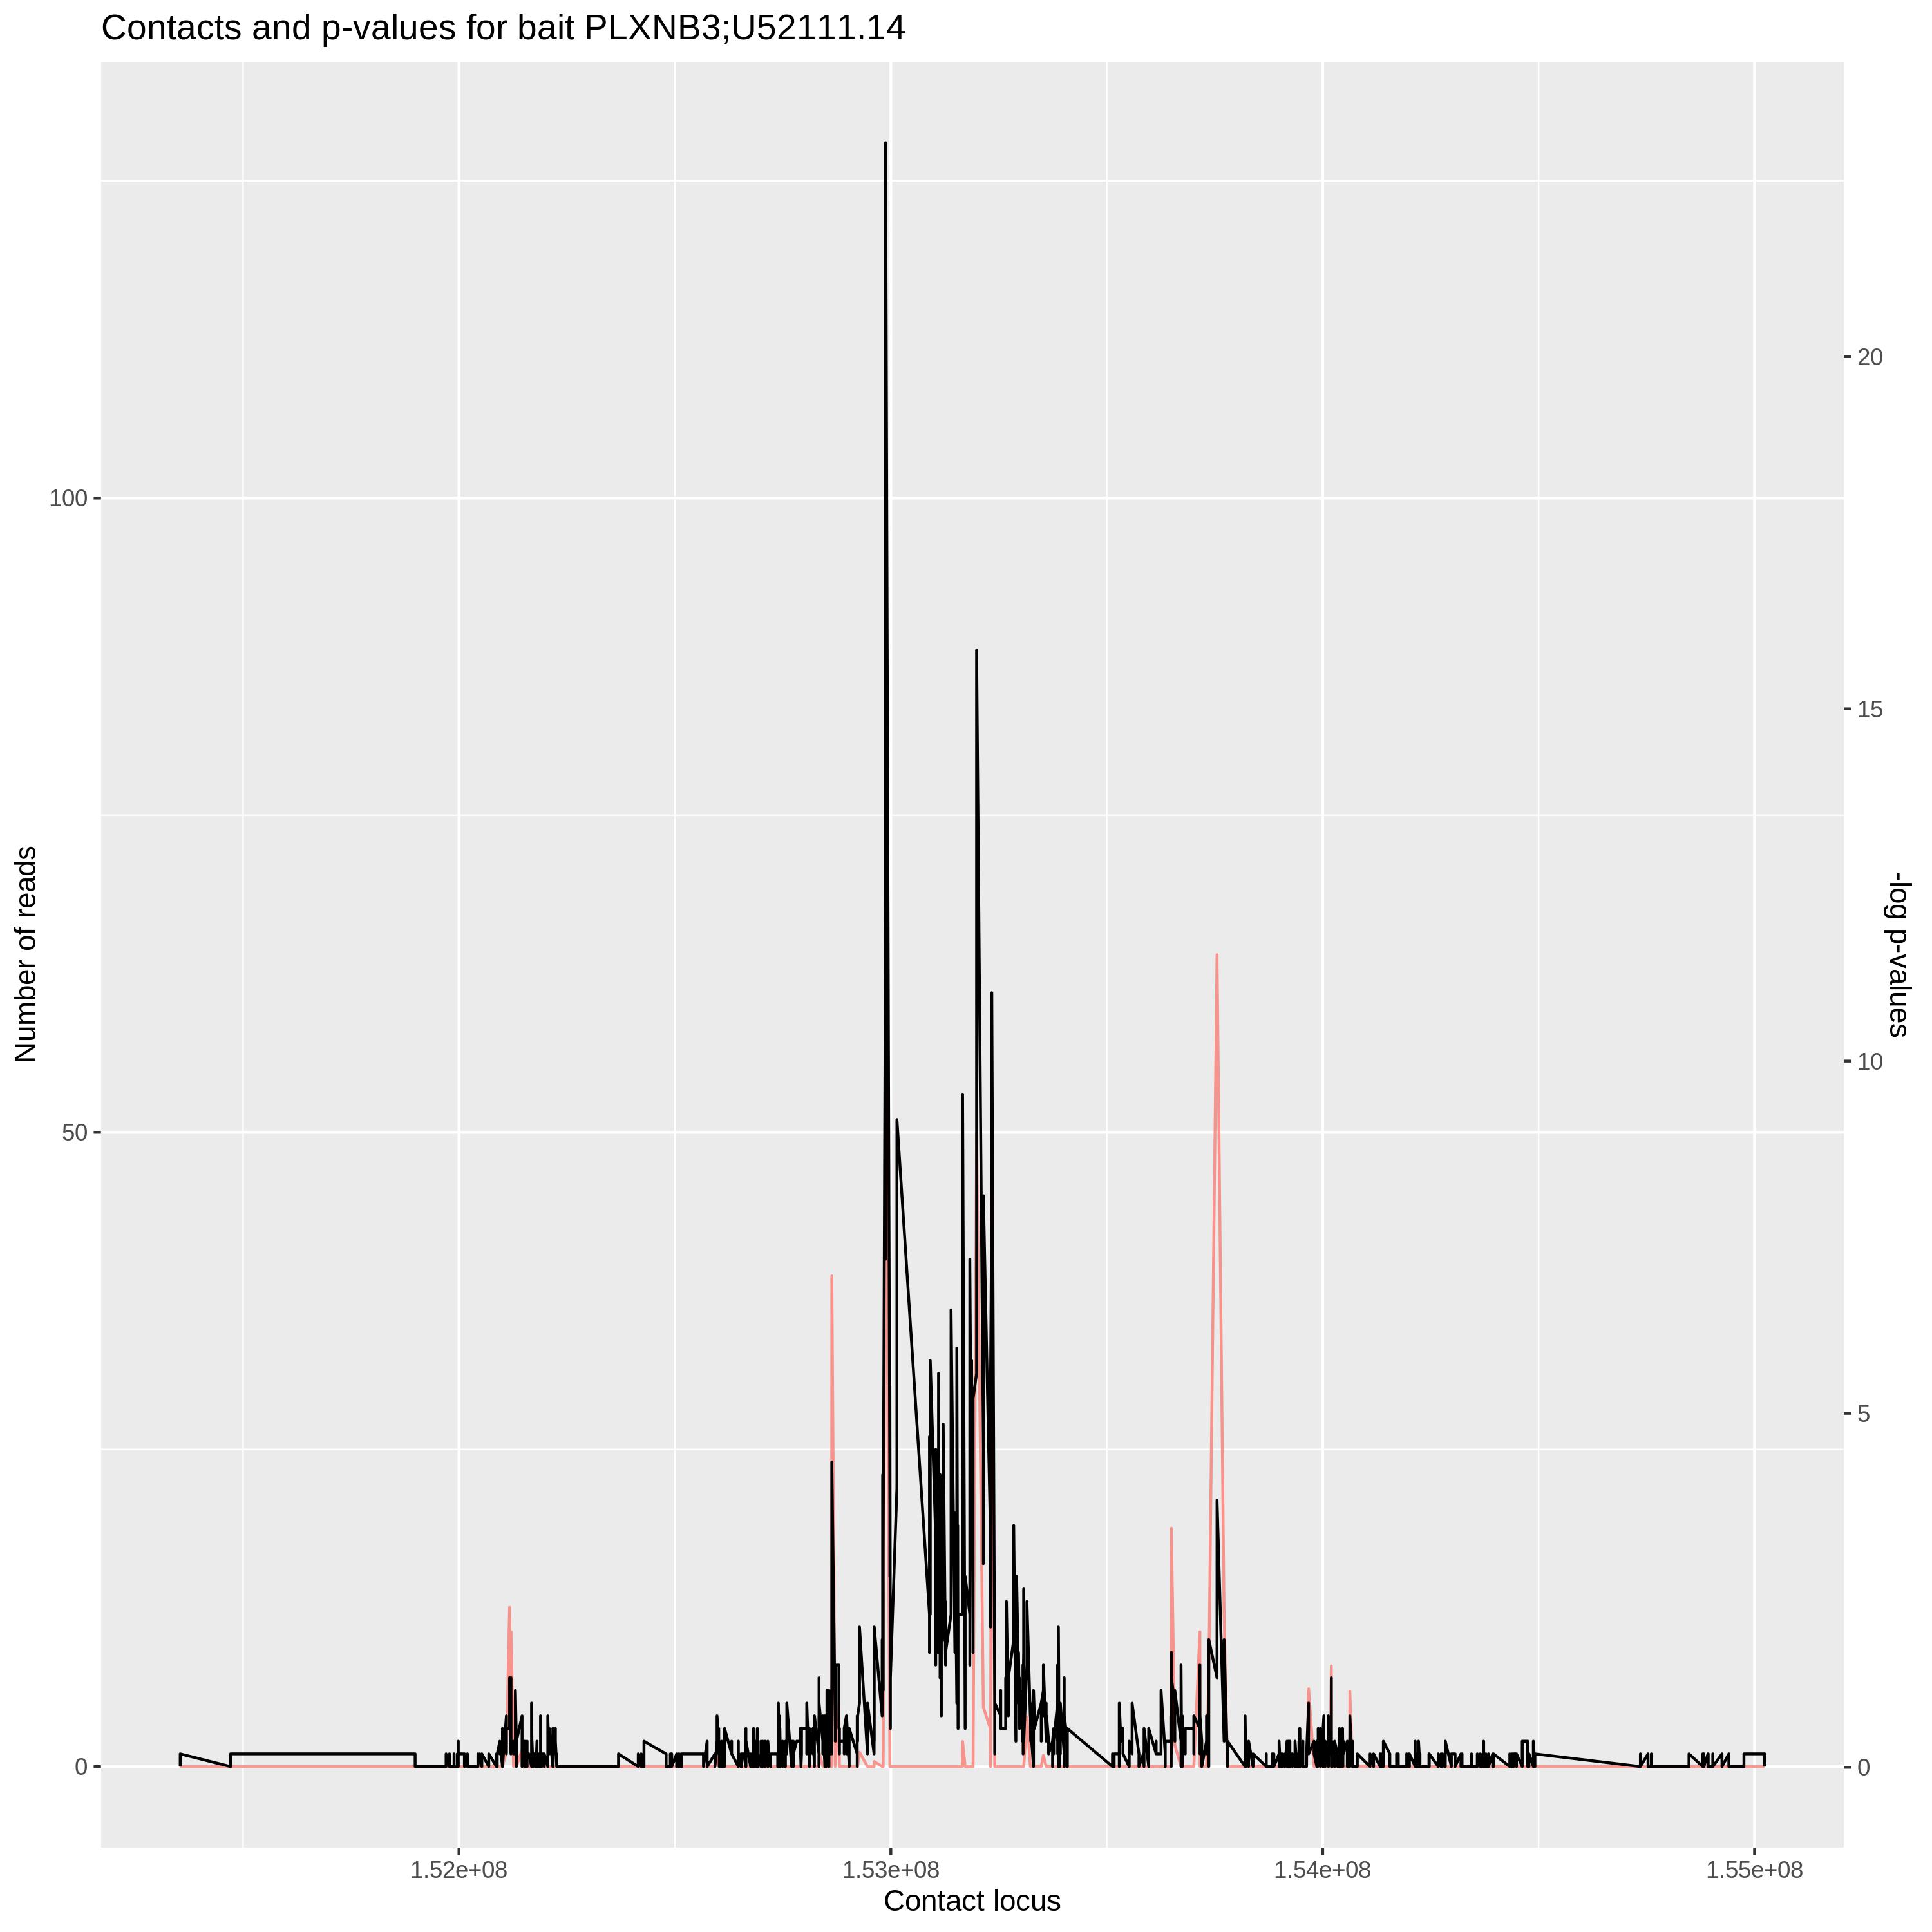 Contacts and p-values for bait PLXNB3;U52111.14
Number of reads
100
50
0
20
15
10
5
0
-log p-values
1.52e+08
1.53e+08
1.54e+08
1.55e+08
Contact locus